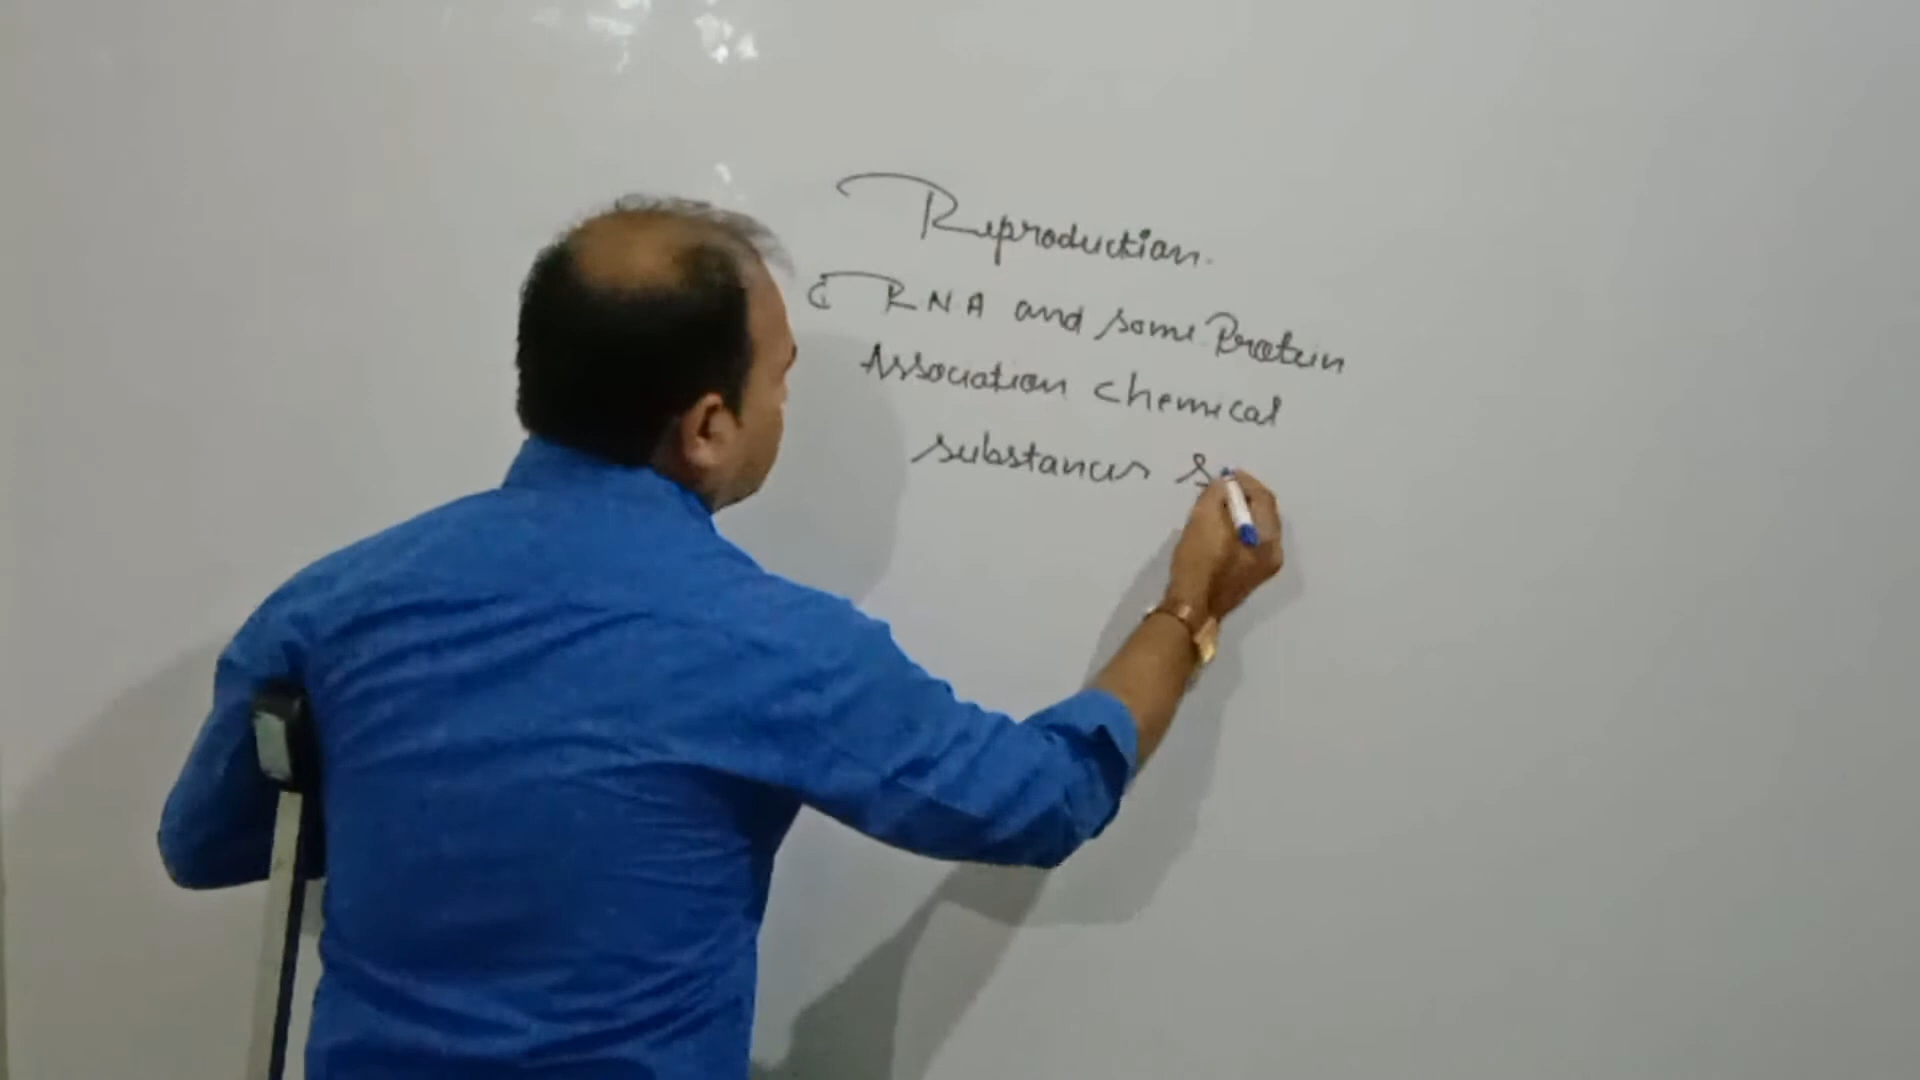 Reproduction.
RNA and some Protein
Association chemical
substances S